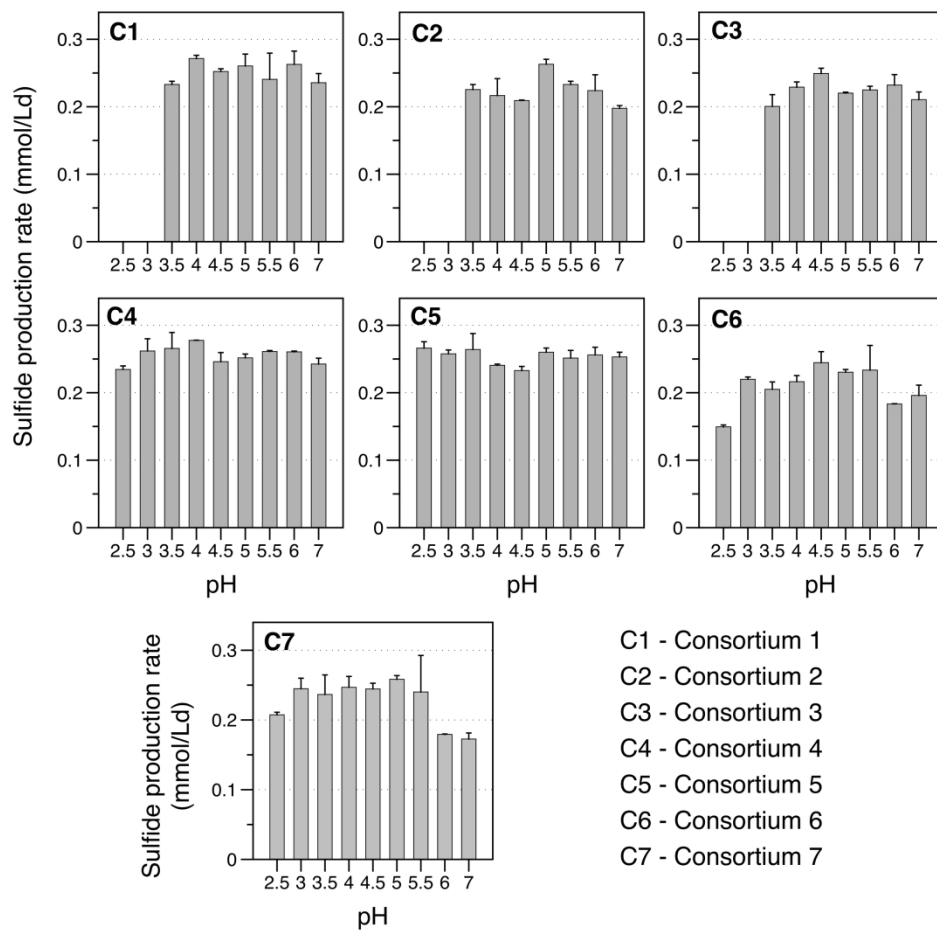 Sulfide production rate (mmol/Ld)
C1
0.3
0.2
0.1
0
2.5 3 3.5 4 4.5 5 5.5 6 7
C2
0.3
0.2
0.1
0
2.5 3 3.5 4 4.5 5 5.5 6 7
C3
0.3
0.2
0.1
0
2.5 3 3.5 4 4.5 5 5.5 6 7
C4
0.3
0.2
0.1
0
2.5 3 3.5 4 4.5 5 5.5 6 7
pH
C5
0.3
0.2
0.1
0
2.5 3 3.5 4 4.5 5 5.5 6 7
pH
C6
0.3
0.2
0.1
0
2.5 3 3.5 4 4.5 5 5.5 6 7
pH
Sulfide production rate
(mmol/Ld)
C7
0.3
0.2
0.1
0
2.5 3 3.5 4 4.5 5 5.5 6 7
pH
C1 - Consortium 1
C2 - Consortium 2
C3 - Consortium 3
C4 - Consortium 4
C5 - Consortium 5
C6 - Consortium 6
C7 - Consortium 7